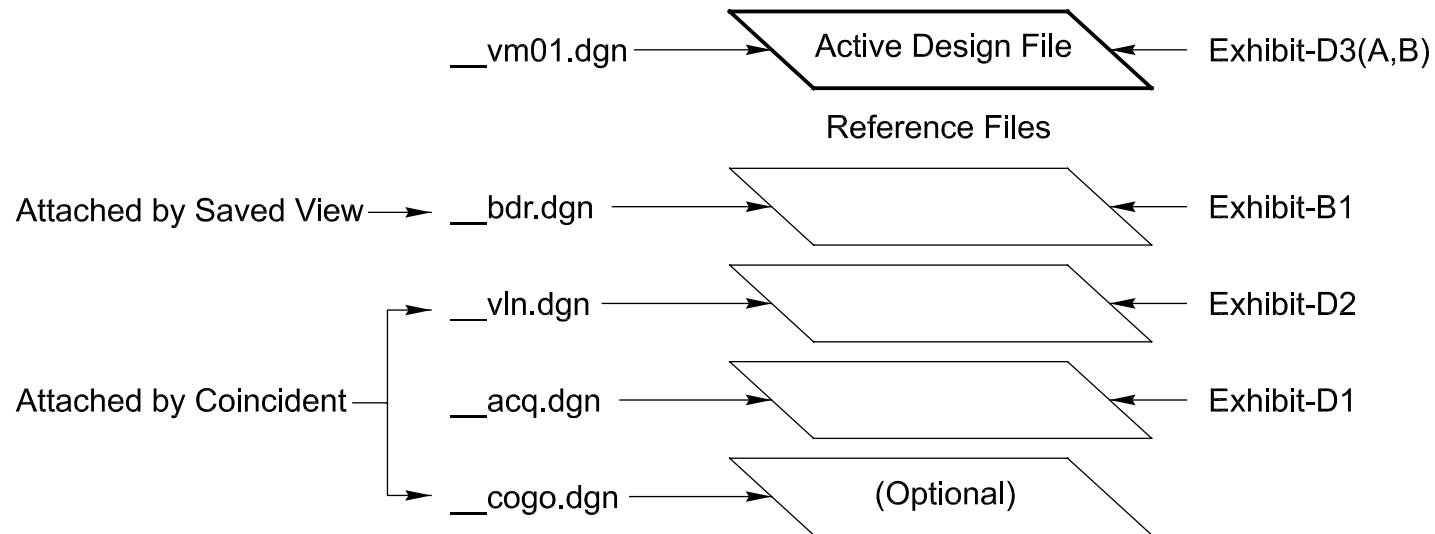 __vm01.dgn Active Design File Exhibit-D3(A,B)
Reference Files
Attached by Saved View __bdr.dgn Exhibit-B1
__vln.dgn Exhibit-D2
Attached by Coincident __acq.dgn Exhibit-D1
__cogo.dgn (Optional)